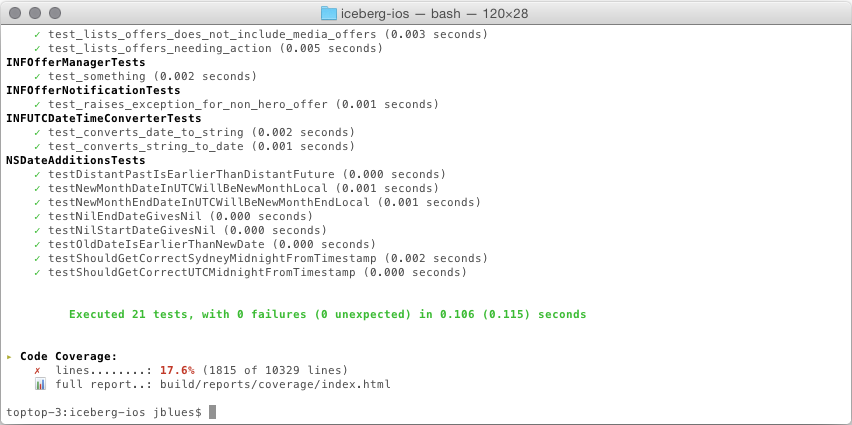 iceberg-ios — bash — 120×28
✓ test_lists_offers_does_not_include_media_offers (0.003 seconds)
✓ test_lists_offers_needing_action (0.005 seconds)
INFOfferManagerTests
✓ test_something (0.002 seconds)
INFOfferNotificationTests
✓ test_raises_exception_for_non_hero_offer (0.001 seconds)
INFUTCDateTimeConverterTests
✓ test_converts_date_to_string (0.002 seconds)
✓ test_converts_string_to_date (0.001 seconds)
NSDateAdditionsTests
✓ testDistantPastIsEarlierThanDistantFuture (0.000 seconds)
✓ testNewMonthDateInUTCWillBeNewMonthLocal (0.001 seconds)
✓ testNewMonthEndDateInUTCWillBeNewMonthEndLocal (0.001 seconds)
✓ testNilEndDateGivesNil (0.000 seconds)
✓ testNilStartDateGivesNil (0.000 seconds)
✓ testOldDateIsEarlierThanNewDate (0.000 seconds)
✓ testShouldGetCorrectSydneyMidnightFromTimestamp (0.002 seconds)
✓ testShouldGetCorrectUTCMidnightFromTimestamp (0.000 seconds)
Executed 21 tests, with 0 failures (0 unexpected) in 0.106 (0.115) seconds
▸ Code Coverage:
✗ lines........: 17.6% (1815 of 10329 lines)
📊 full report..: build/reports/coverage/index.html
toptop-3:iceberg-ios jblues$